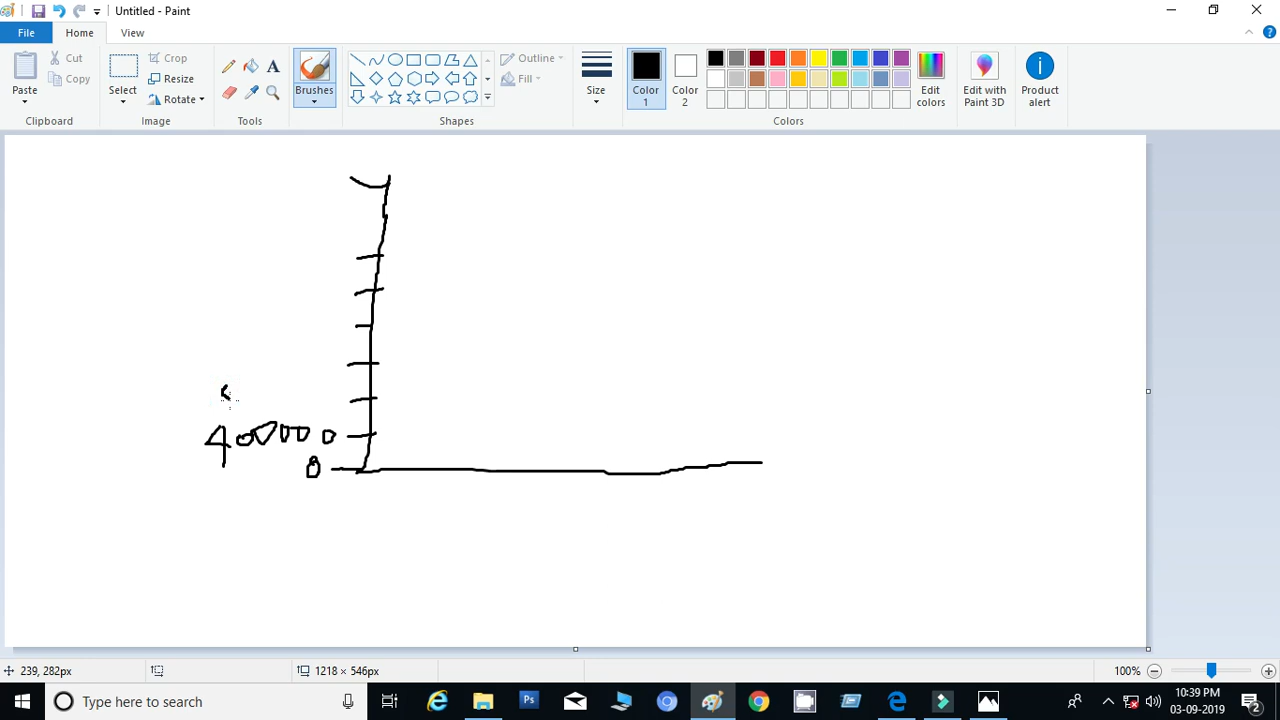 Untitled - Paint
File
Home
View
Paste
Cut
Copy
Clipboard
Select
Crop
Resize
Rotate
Image
A
Tools
Brushes
Outline
Fill
Shapes
Size
Color 1
Color 2
Edit colors
Colors
Edit with Paint 3D
Product alert
400000
0
239, 282px
1218 × 546px
100%
Type here to search
Ps
10:39 PM
03-09-2019
2